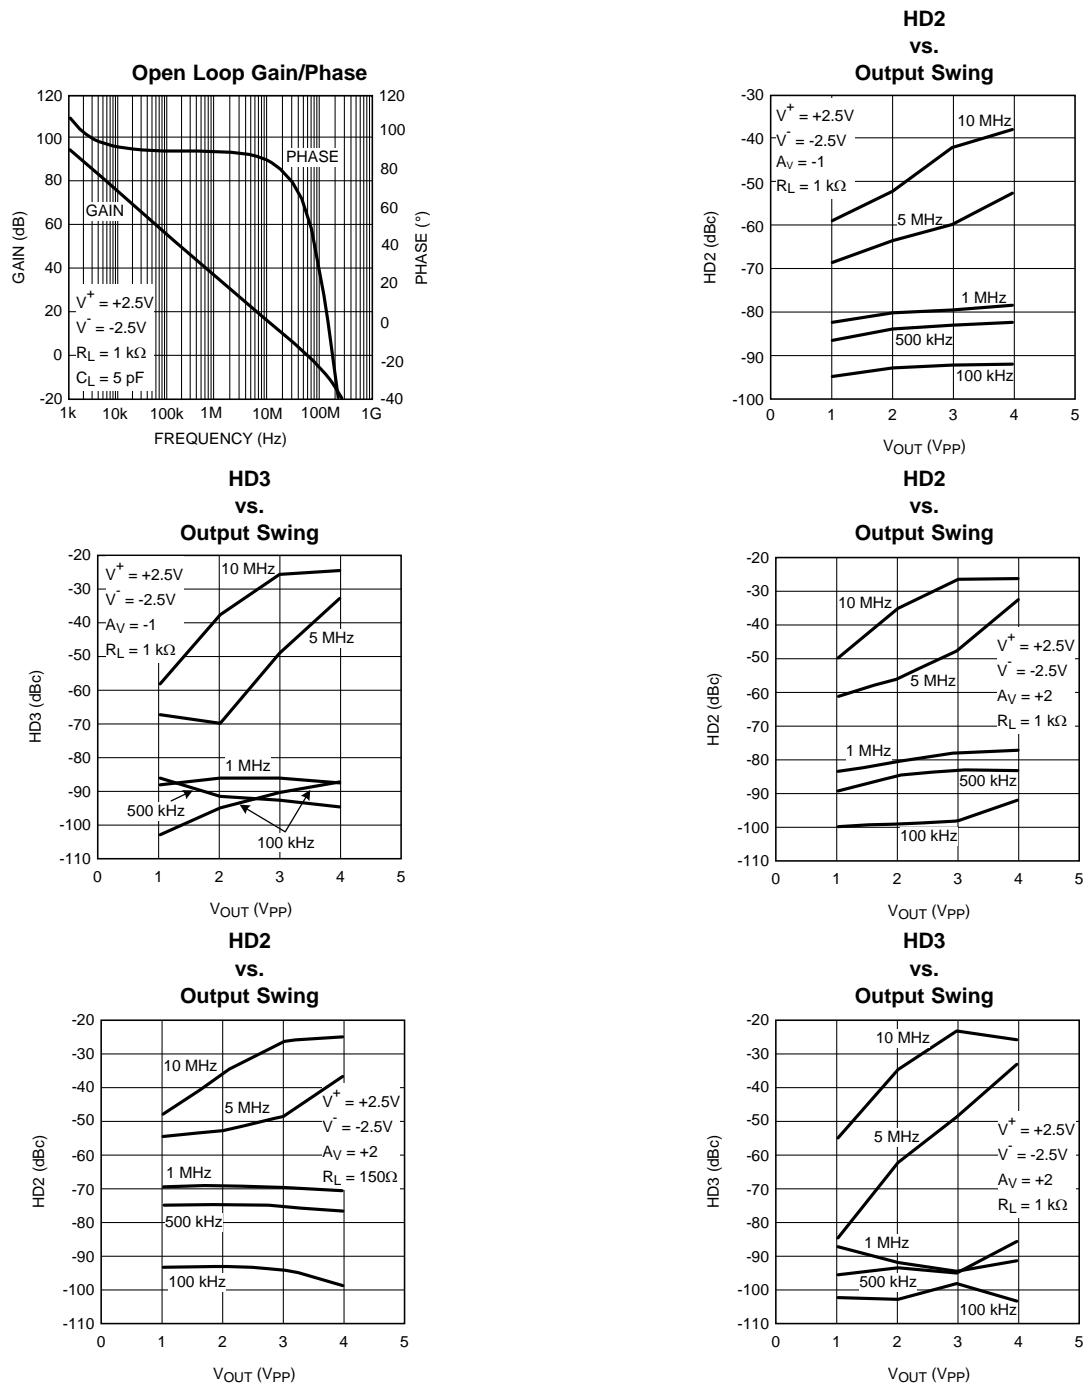 Open Loop Gain/Phase
120
100
80
60
40
20
0
-20
GAIN (dB)
120
100
80
60
40
20
0
-20
-40
PHASE (°)
PHASE
GAIN
V+ = +2.5V
V- = -2.5V
RL = 1 kΩ
CL = 5 pF
1k 10k 100k 1M 10M 100M 1G
FREQUENCY (Hz)
HD2
vs.
Output Swing
-30
-40
-50
-60
-70
-80
-90
-100
HD2 (dBc)
V+ = +2.5V
V- = -2.5V
AV = -1
RL = 1 kΩ
10 MHz
5 MHz
1 MHz
500 kHz
100 kHz
0 1 2 3 4 5
VOUT (VPP)
HD3
vs.
Output Swing
-20
-30
-40
-50
-60
-70
-80
-90
-100
-110
HD3 (dBc)
V+ = +2.5V
V- = -2.5V
AV = -1
RL = 1 kΩ
10 MHz
5 MHz
1 MHz
500 kHz
100 kHz
0 1 2 3 4 5
VOUT (VPP)
HD2
vs.
Output Swing
-20
-30
-40
-50
-60
-70
-80
-90
-100
-110
HD2 (dBc)
10 MHz
V+ = +2.5V
V- = -2.5V
AV = +2
RL = 1 kΩ
5 MHz
1 MHz
500 kHz
100 kHz
0 1 2 3 4 5
VOUT (VPP)
HD2
vs.
Output Swing
-20
-30
-40
-50
-60
-70
-80
-90
-100
-110
HD2 (dBc)
10 MHz
5 MHz
V+ = +2.5V
V- = -2.5V
AV = +2
RL = 150Ω
1 MHz
500 kHz
100 kHz
0 1 2 3 4 5
VOUT (VPP)
HD3
vs.
Output Swing
-20
-30
-40
-50
-60
-70
-80
-90
-100
-110
HD3 (dBc)
10 MHz
5 MHz
V+ = +2.5V
V- = -2.5V
AV = +2
RL = 1 kΩ
1 MHz
500 kHz
100 kHz
0 1 2 3 4 5
VOUT (VPP)